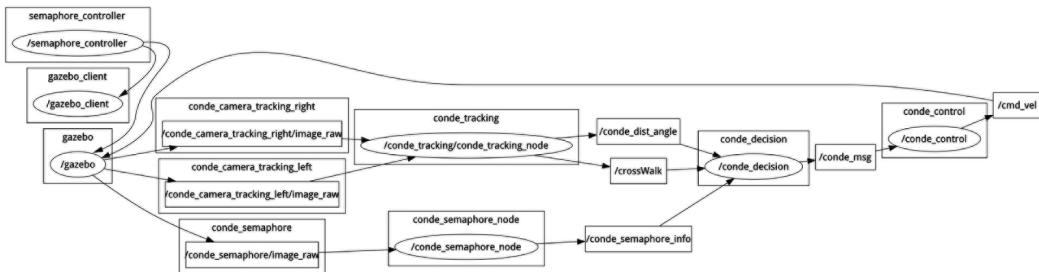 semaphore_controller
/semaphore_controller
gazebo_client
/gazebo_client
gazebo
/gazebo
conde_camera_tracking_right
/conde_camera_tracking_right/image_raw
conde_camera_tracking_left
/conde_camera_tracking_left/image_raw
conde_semaphore
/conde_semaphore/image_raw
conde_tracking
/conde_tracking/conde_tracking_node
conde_semaphore_node
/conde_semaphore_node
/conde_dist_angle
/crossWalk
/conde_semaphore_info
conde_decision
/conde_decision
/conde_msg
conde_control
/conde_control
/cmd_vel